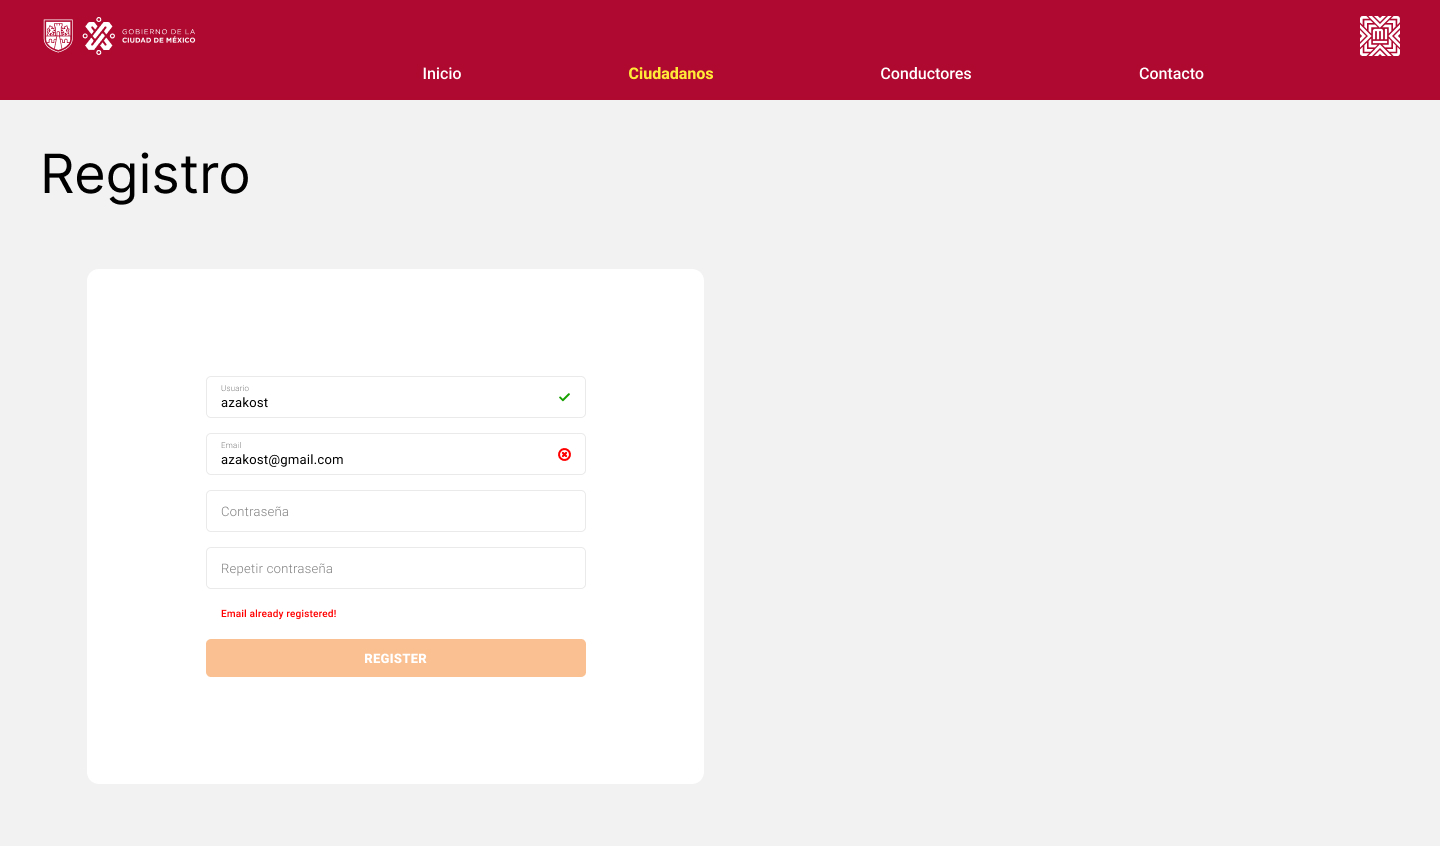 GOBIERNO DE LA
CIUDAD DE MÉXICO
Inicio
Ciudadanos
Conductores
Contacto
Registro
Usuario
azakost
Email
azakost@gmail.com
Contraseña
Repetir contraseña
Email already registered!
REGISTER